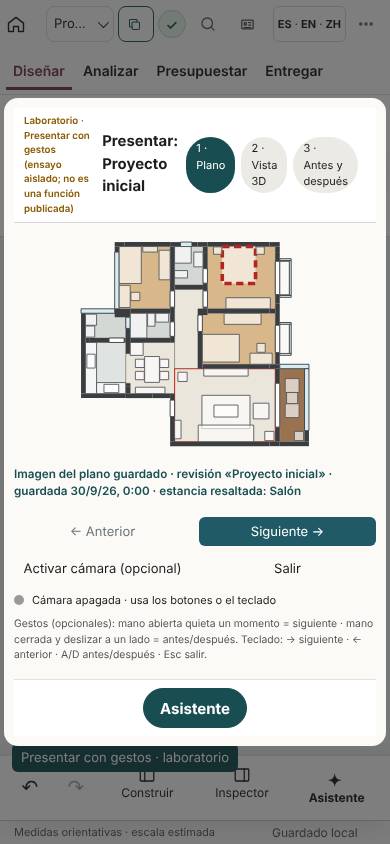 Pro...
ES · EN · ZH
Diseñar Analizar Presupuestar Entregar
Laboratorio ·
Presentar con
gestos
(ensayo
aislado; no es
una función
publicada)
Presentar:
Proyecto
inicial
1 ·
Plano
2 ·
Vista
3D
3 ·
Antes y
después
Imagen del plano guardado · revisión «Proyecto inicial» ·
guardada 30/9/26, 0:00 · estancia resaltada: Salón
← Anterior
Siguiente →
Activar cámara (opcional)
Salir
Cámara apagada · usa los botones o el teclado
Gestos (opcionales): mano abierta quieta un momento = siguiente · mano
cerrada y deslizar a un lado = antes/después. Teclado: → siguiente · ←
anterior · A/D antes/después · Esc salir.
Asistente
Presentar con gestos · laboratorio
Construir
Inspector
Asistente
Medidas orientativas · escala estimada
Guardado local